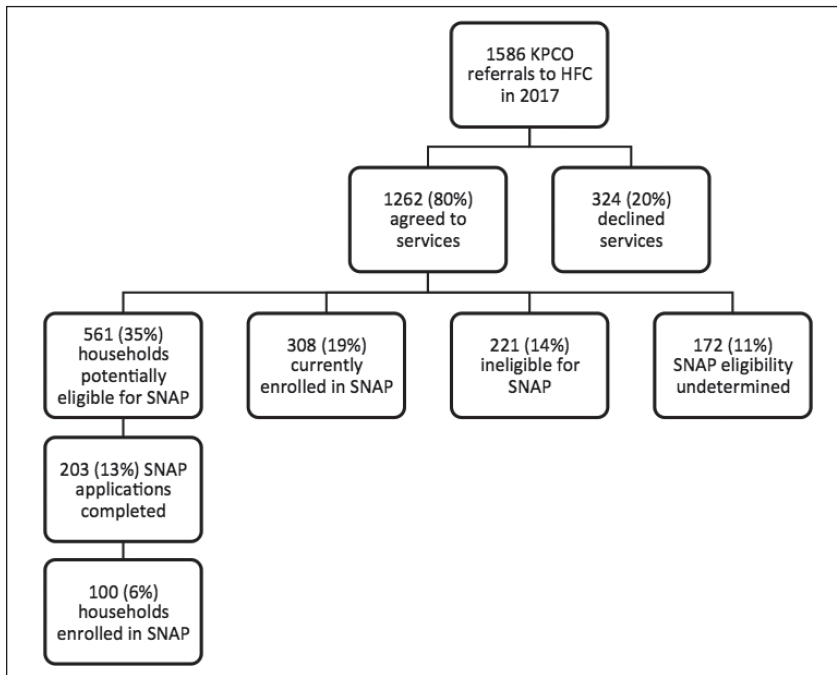 1586 KPCO
referrals to HFC
in 2017
1262 (80%)
agreed to
services
324 (20%)
declined
services
561 (35%)
households
potentially
eligible for SNAP
308 (19%)
currently
enrolled in SNAP
221 (14%)
ineligible for
SNAP
172 (11%)
SNAP eligibility
undetermined
203 (13%) SNAP
applications
completed
100 (6%)
households
enrolled in SNAP